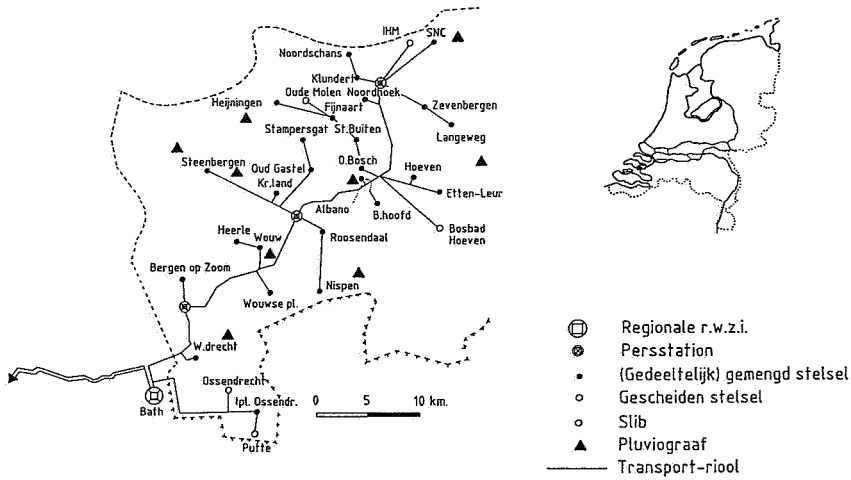 IHM
SNC
Noordschans
Klundert
Oude Molen Noordhoek
Heijningen
Fijnaart
Zevenbergen
Langeweg
Stampersgat St.Buiten
Steenbergen
Oud Gastel
O.Bosch
Hoeven
Kr.land
Etten-Leur
Albano
B.hoofd
Bosbad
Hoeven
Heerle
Wouw
Roosendaal
Bergen op Zoom
Wouwse pl.
Nispen
W.drecht
Ossendrecht
Bath
Ipl. Ossendr.
Putte
0 5 10 km.
Regionale r.w.z.i.
Persstation
(Gedeeltelijk) gemengd stelsel
Gescheiden stelsel
Slib
Pluviograaf
Transport-riool